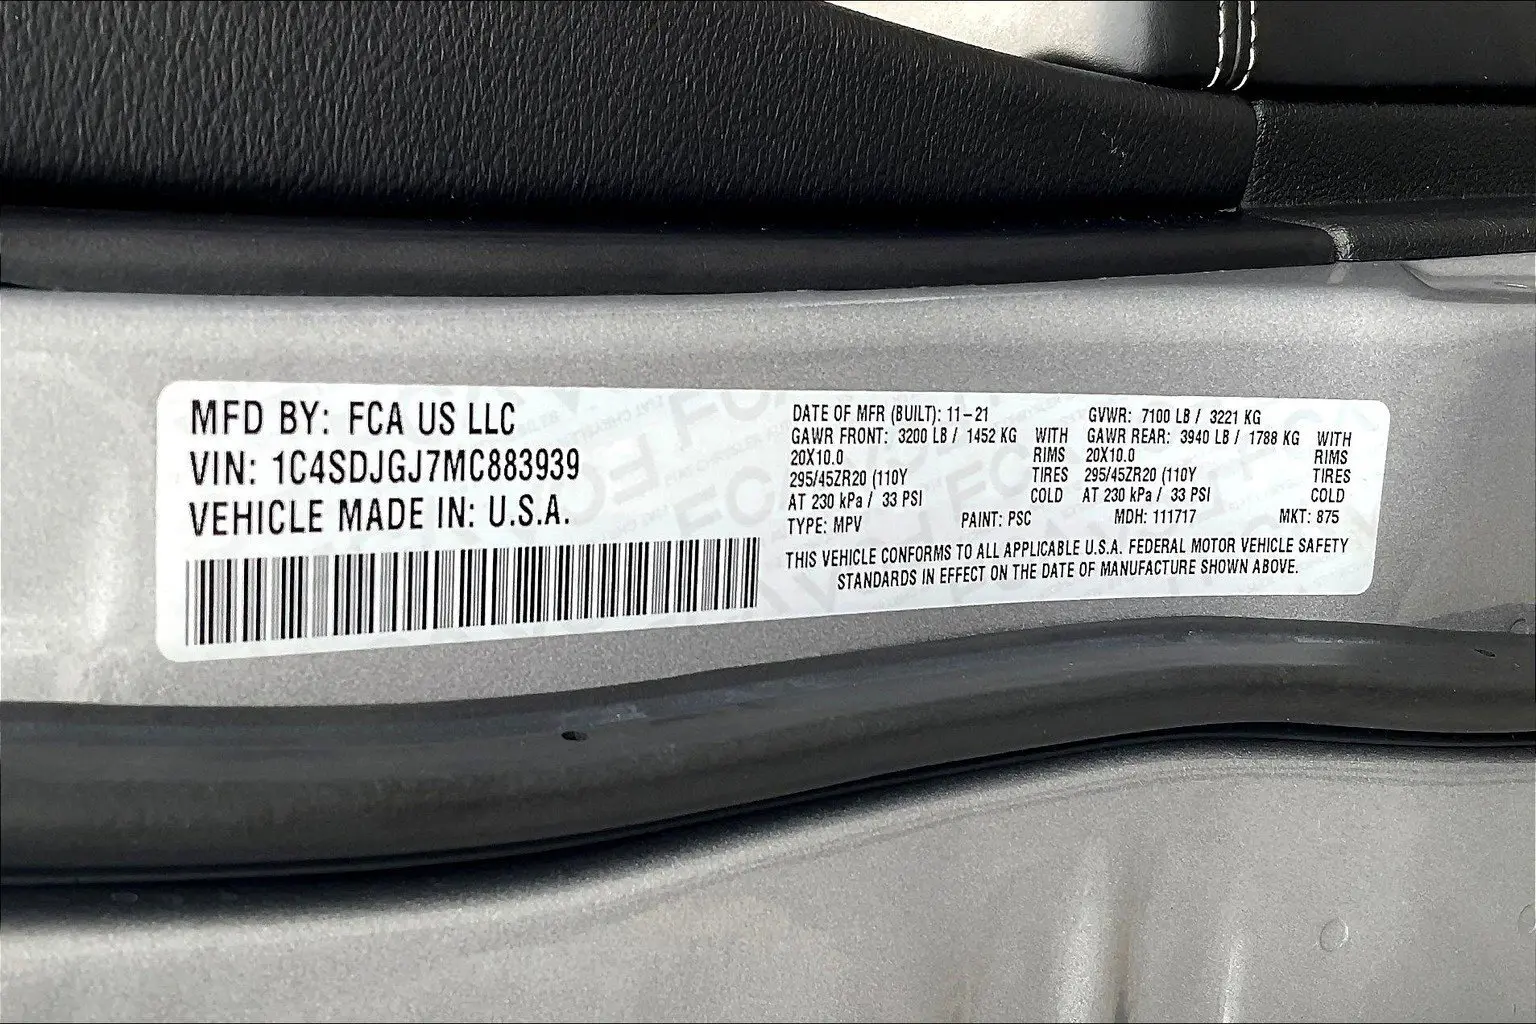 MFD BY: FCA US LLC
VIN: 1C4SDJGJ7MC883939
VEHICLE MADE IN: U.S.A.
DATE OF MFR (BUILT): 11-21 GVWR: 7100 LB / 3221 KG
GAWR FRONT: 3200 LB / 1452 KG WITH GAWR REAR: 3940 LB / 1788 KG WITH
20X10.0 RIMS 20X10.0 RIMS
295/45ZR20 (110Y TIRES 295/45ZR20 (110Y TIRES
AT 230 kPa / 33 PSI COLD AT 230 kPa / 33 PSI COLD
TYPE: MPV PAINT: PSC MDH: 111717 MKT: 875
THIS VEHICLE CONFORMS TO ALL APPLICABLE U.S.A. FEDERAL MOTOR VEHICLE SAFETY
STANDARDS IN EFFECT ON THE DATE OF MANUFACTURE SHOWN ABOVE.